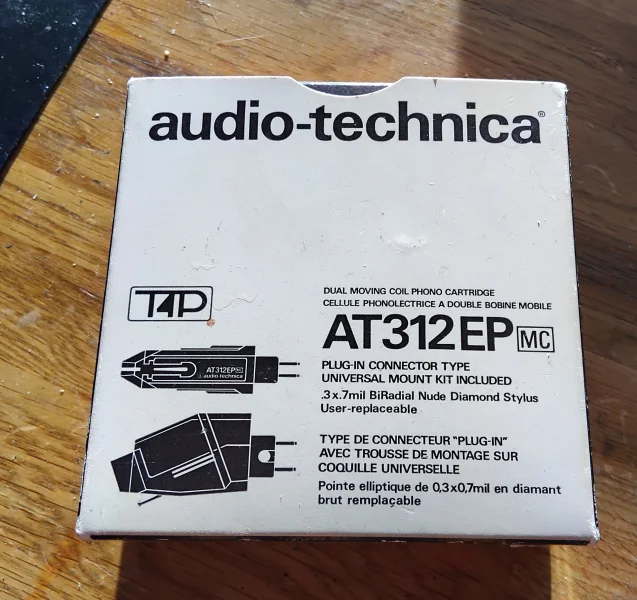 audio-technica®
T4P
DUAL MOVING COIL PHONO CARTRIDGE
CELLULE PHONOLECTRICE A DOUBLE BOBINE MOBILE
AT312EP MC
PLUG-IN CONNECTOR TYPE
UNIVERSAL MOUNT KIT INCLUDED
.3x.7mil BiRadial Nude Diamond Stylus
User-replaceable
AT312EP MC
audio-technica
TYPE DE CONNECTEUR "PLUG-IN"
AVEC TROUSSE DE MONTAGE SUR
COQUILLE UNIVERSELLE
Pointe elliptique de 0,3x0,7mil en diamant
brut remplaçable